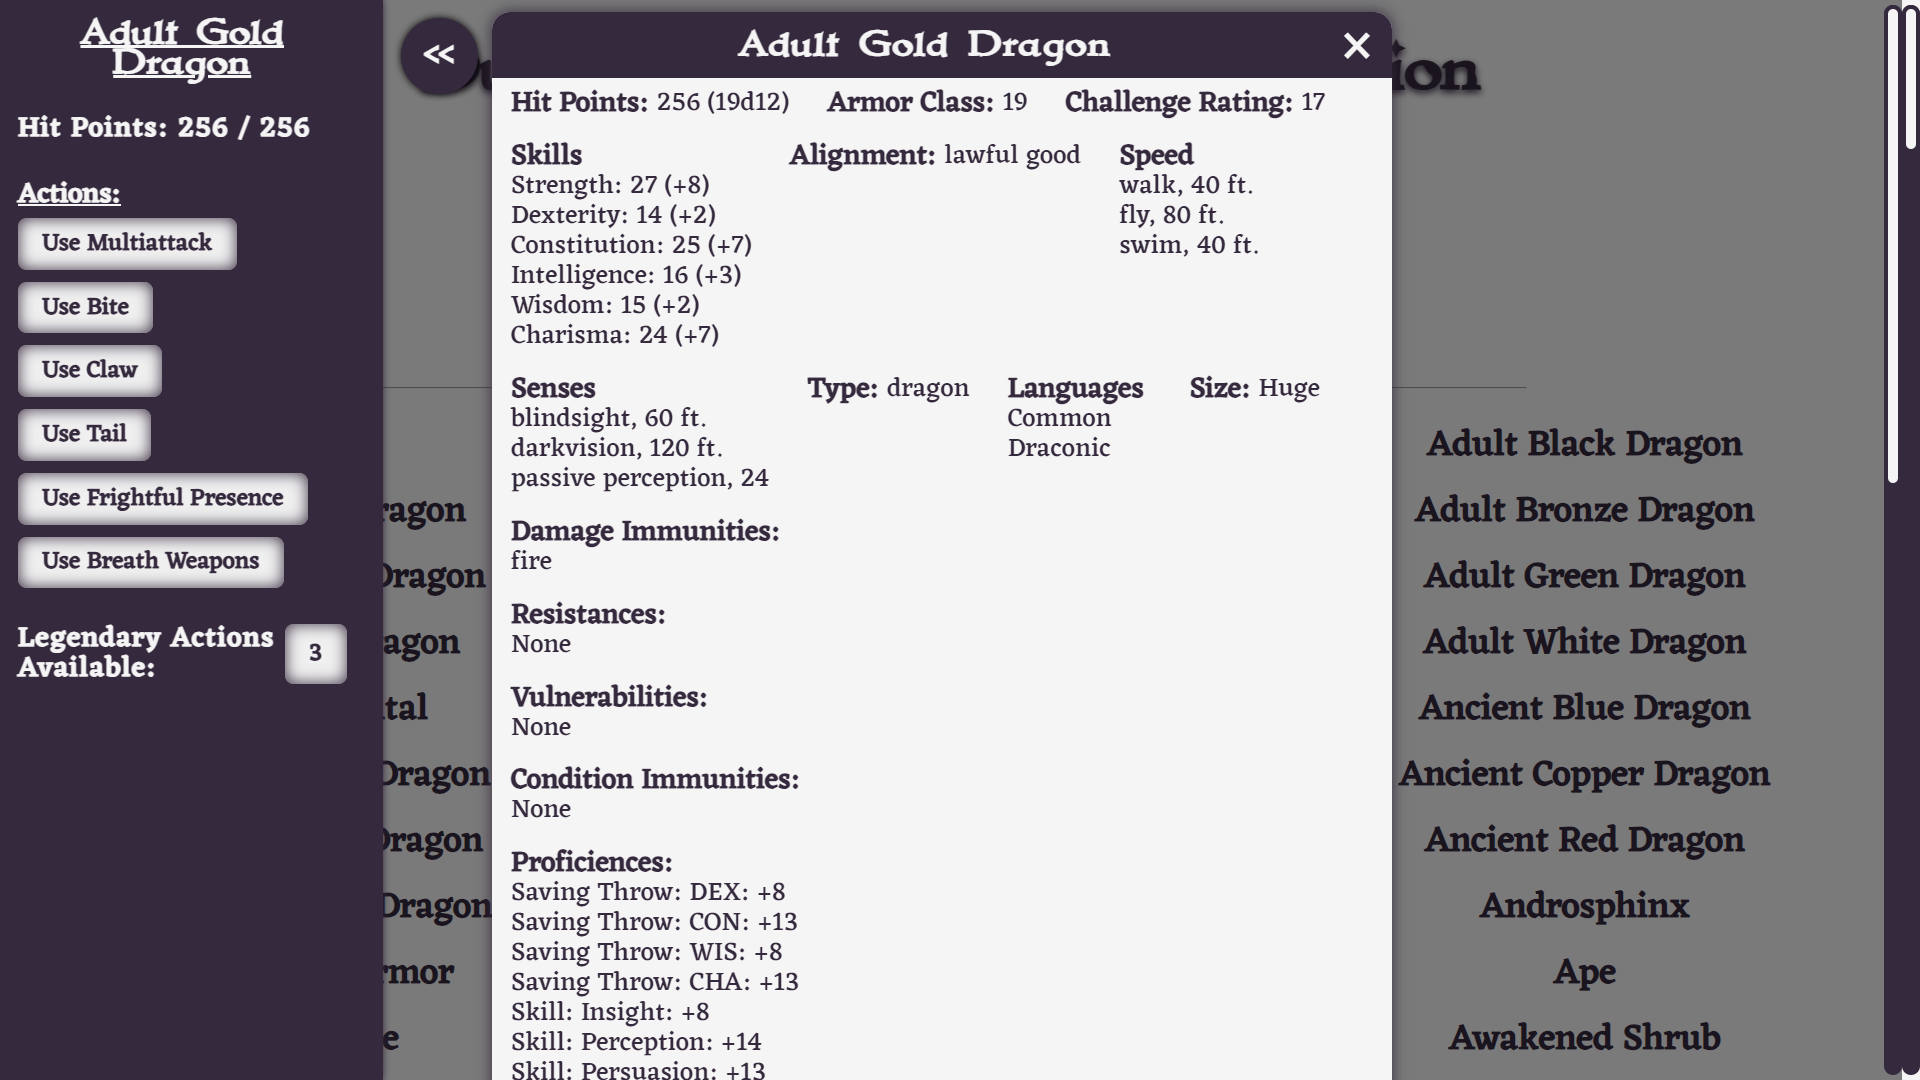 Adult Gold
Dragon
Hit Points: 256 / 256
Actions:
Use Multiattack
Use Bite
Use Claw
Use Tail
Use Frightful Presence
Use Breath Weapons
Legendary Actions
Available:
3
«
Adult Gold Dragon
×
Hit Points: 256 (19d12)
Armor Class: 19
Challenge Rating: 17
Skills
Strength: 27 (+8)
Dexterity: 14 (+2)
Constitution: 25 (+7)
Intelligence: 16 (+3)
Wisdom: 15 (+2)
Charisma: 24 (+7)
Alignment: lawful good
Speed
walk, 40 ft.
fly, 80 ft.
swim, 40 ft.
Senses
blindsight, 60 ft.
darkvision, 120 ft.
passive perception, 24
Type: dragon
Languages
Common
Draconic
Size: Huge
Damage Immunities:
fire
Resistances:
None
Vulnerabilities:
None
Condition Immunities:
None
Proficiences:
Saving Throw: DEX: +8
Saving Throw: CON: +13
Saving Throw: WIS: +8
Saving Throw: CHA: +13
Skill: Insight: +8
Skill: Perception: +14
Skill: Persuasion: +13
ion
ragon
Dragon
agon
tal
Dragon
Dragon
Dragon
rmor
e
Adult Black Dragon
Adult Bronze Dragon
Adult Green Dragon
Adult White Dragon
Ancient Blue Dragon
Ancient Copper Dragon
Ancient Red Dragon
Androsphinx
Ape
Awakened Shrub